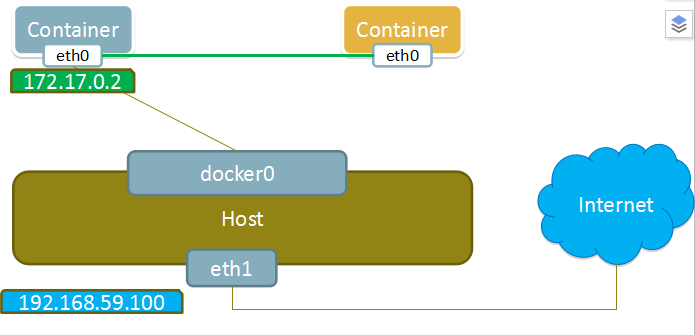 Container
Container
eth0
eth0
172.17.0.2
docker0
Host
Internet
eth1
192.168.59.100